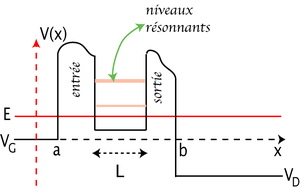 niveaux
résonnants
V(x)
entrée
sortie
E
V_G
a
L
b
x
V_D